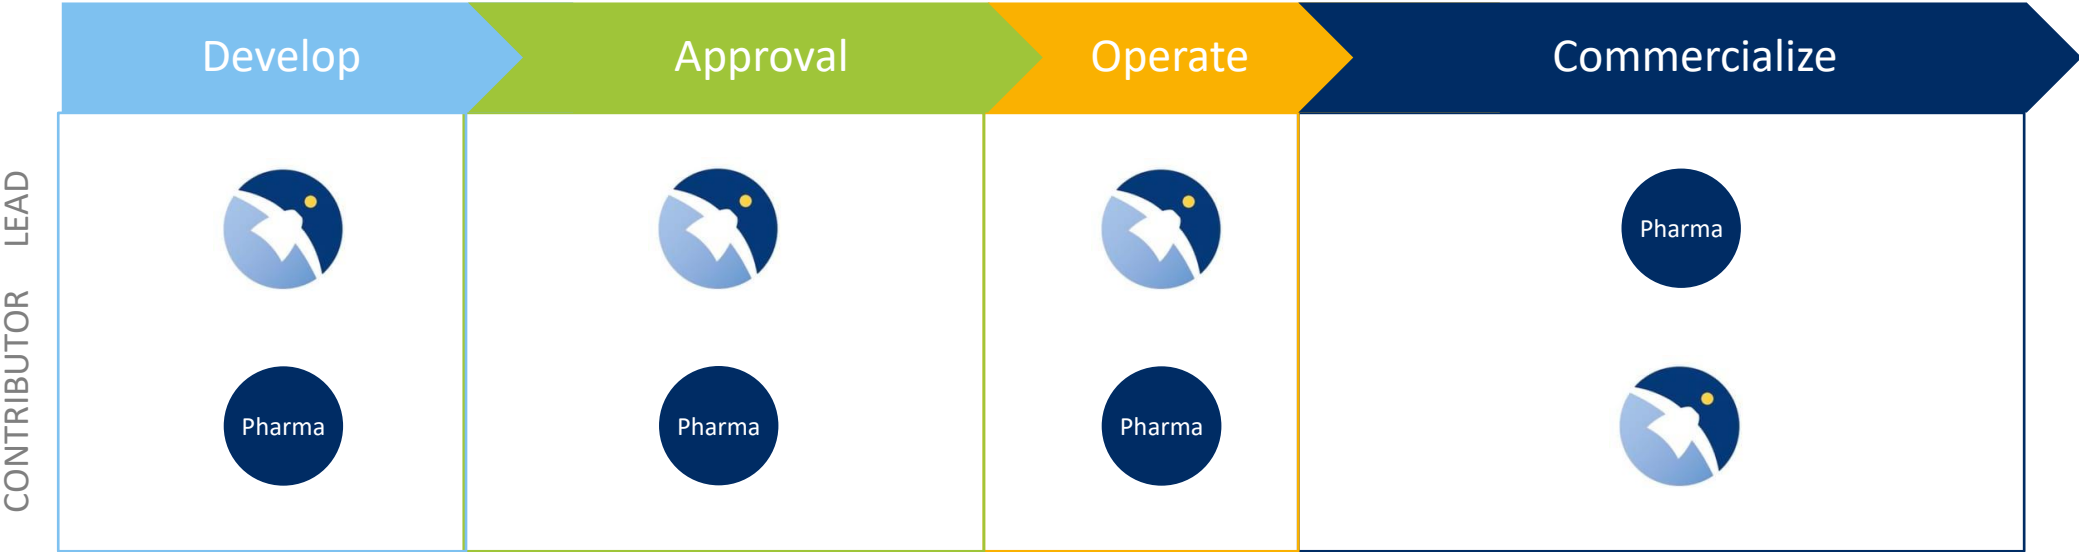 Develop
Approval
Operate
Commercialize
LEAD
Pharma
CONTRIBUTOR
Pharma
Pharma
Pharma